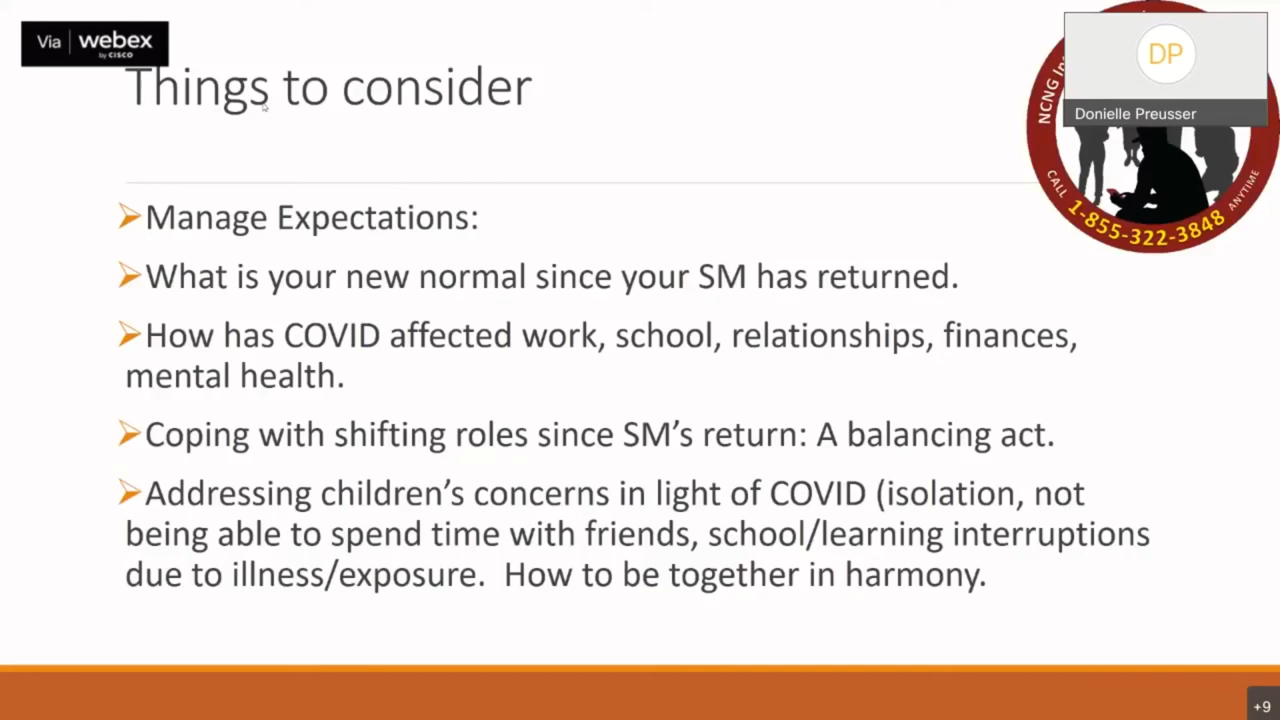 Via webex
by CISCO
Things to consider
DP
Donielle Preusser
NCNG
CALL 1-855-322-3848 ANYTIME
➢Manage Expectations:
➢What is your new normal since your SM has returned.
➢How has COVID affected work, school, relationships, finances,
mental health.
➢Coping with shifting roles since SM’s return: A balancing act.
➢Addressing children’s concerns in light of COVID (isolation, not
being able to spend time with friends, school/learning interruptions
due to illness/exposure.  How to be together in harmony.
+9